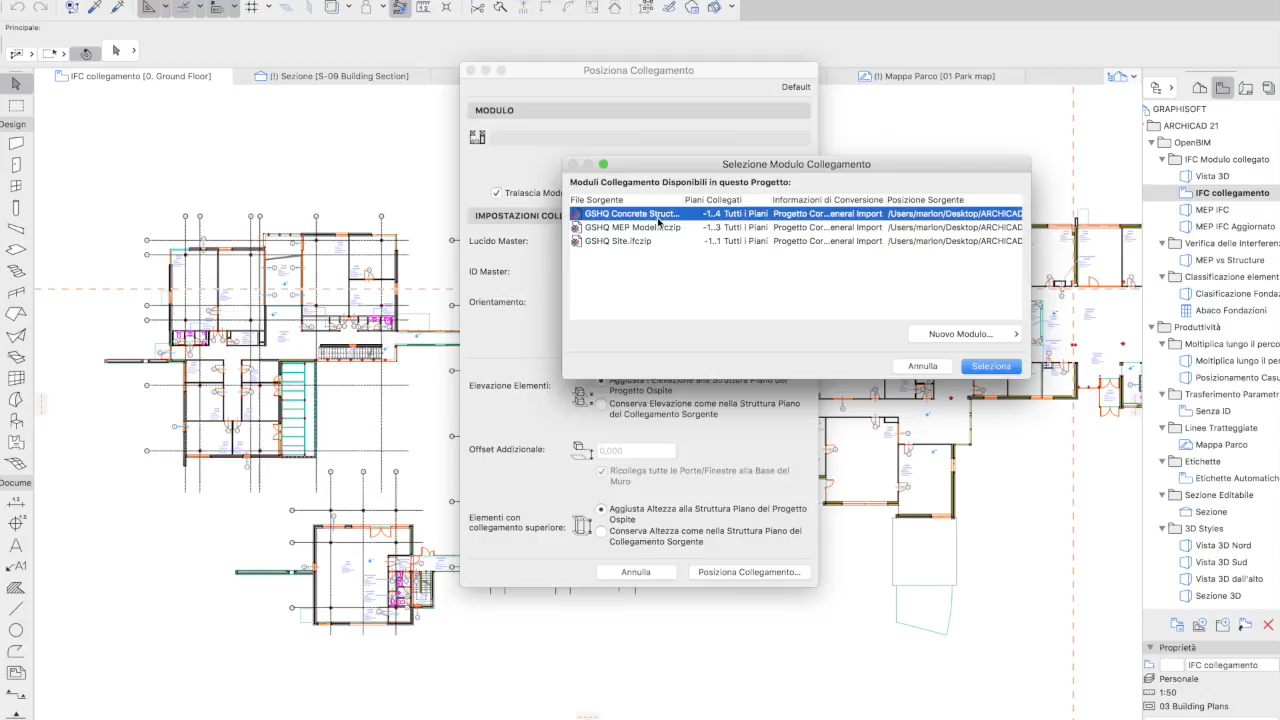 Principale:
IFC collegamento [0. Ground Floor]
(!) Sezione [S-09 Building Section]
(!) Mappa Parco [01 Park map]
Design
Docume
Posiziona Collegamento
Default
MODULO
Lucido Master:
ID Master:
Orientamento:
Elevazione Elementi:
Progetto Ospite
Conserva Elevazione come nella Struttura Piano
del Collegamento Sorgente
Offset Addizionale:
0,000
Ricollega tutte le Porte/Finestre alla Base del
Muro
Elementi con
collegamento superiore:
Aggiusta Altezza alla Struttura Piano del Progetto
Ospite
Conserva Altezza come nella Struttura Piano del
Collegamento Sorgente
Annulla
Posiziona Collegamento...
Selezione Modulo Collegamento
Moduli Collegamento Disponibili in questo Progetto:
File Sorgente Piani Collegati Informazioni di Conversione Posizione Sorgente
GSHQ Concrete Struct... -1..4 Tutti i Piani Progetto Cor...eneral Import /Users/marlon/Desktop/ARCHICAD
GSHQ MEP Model.ifczip -1..3 Tutti i Piani Progetto Cor...eneral Import /Users/marlon/Desktop/ARCHICAD
GSHQ Site.ifczip -1..1 Tutti i Piani Progetto Cor...eneral Import /Users/marlon/Desktop/ARCHICAD
Nuovo Modulo...
Annulla
Seleziona
GRAPHISOFT
ARCHICAD 21
OpenBIM
IFC Modulo collegato
Vista 3D
IFC collegamento
MEP IFC
MEP IFC Aggiornato
Verifica delle interferenz
MEP vs Structure
Classificazione element
Clasificazione Fonda
Abaco Fondazioni
Produttività
Moltiplica lungo il perco
Moltiplica lungo il pe
Posizionamento Casu
Trasferimento Parametr
Senza ID
Linee Tratteggiate
Mappa Parco
Etichette
Etichette Automatich
Sezione Editabile
Sezione
3D Styles
Vista 3D Nord
Vista 3D Sud
Vista 3D dall'alto
Sezione 3D
Proprietà
IFC collegamento
Personale
1:50
03 Building Plans